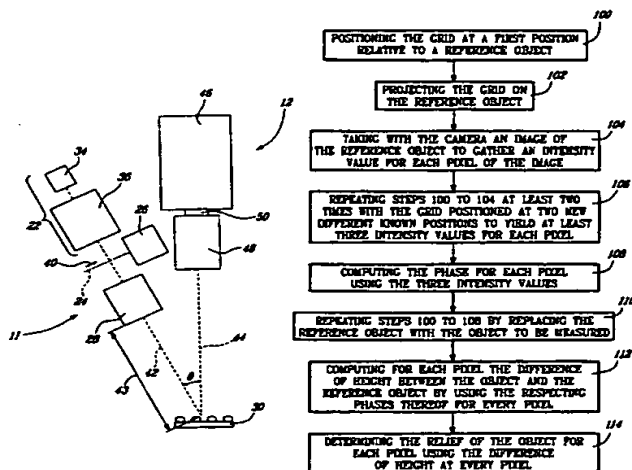 46
12
34
36
22
26
50
48
40
24
28
11
42
44
θ
43
30
100
POSITIONING THE GRID AT A FIRST POSITION
RELATIVE TO A REFERENCE OBJECT
102
PROJECTING THE GRID ON
THE REFERENCE OBJECT
104
TAKING WITH THE CAMERA AN IMAGE OF
THE REFERENCE OBJECT TO GATHER AN INTENSITY
VALUE FOR EACH PIXEL OF THE IMAGE
106
REPEATING STEPS 100 TO 104 AT LEAST TWO
TIMES WITH THE GRID POSITIONED AT TWO NEW
DIFFERENT KNOWN POSITIONS TO YIELD AT LEAST
THREE INTENSITY VALUES FOR EACH PIXEL
108
COMPUTING THE PHASE FOR EACH PIXEL
USING THE THREE INTENSITY VALUES
110
REPEATING STEPS 100 TO 108 BY REPLACING THE
REFERENCE OBJECT WITH THE OBJECT TO BE MEASURED
112
COMPUTING FOR EACH PIXEL THE DIFFERENCE
OF HEIGHT BETWEEN THE OBJECT AND THE
REFERENCE OBJECT BY USING THE RESPECTING
PHASES THEREOF FOR EVERY PIXEL
114
DETERMINING THE RELIEF OF THE OBJECT FOR
EACH PIXEL USING THE DIFFERENCE
OF HEIGHT AT EVERY PIXEL